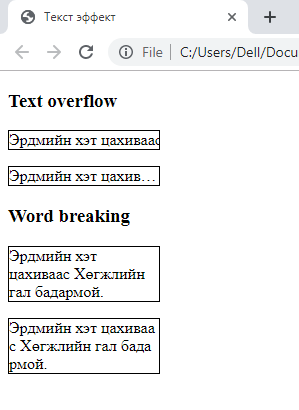 Текст эффект
File
C:/Users/Dell/Docu
Text overflow
Эрдмийн хэт цахиваас
Эрдмийн хэт цахив…
Word breaking
Эрдмийн хэт
цахиваас Хөгжлийн
гал бадармой.
Эрдмийн хэт цахиваа
с Хөгжлийн гал бада
рмой.